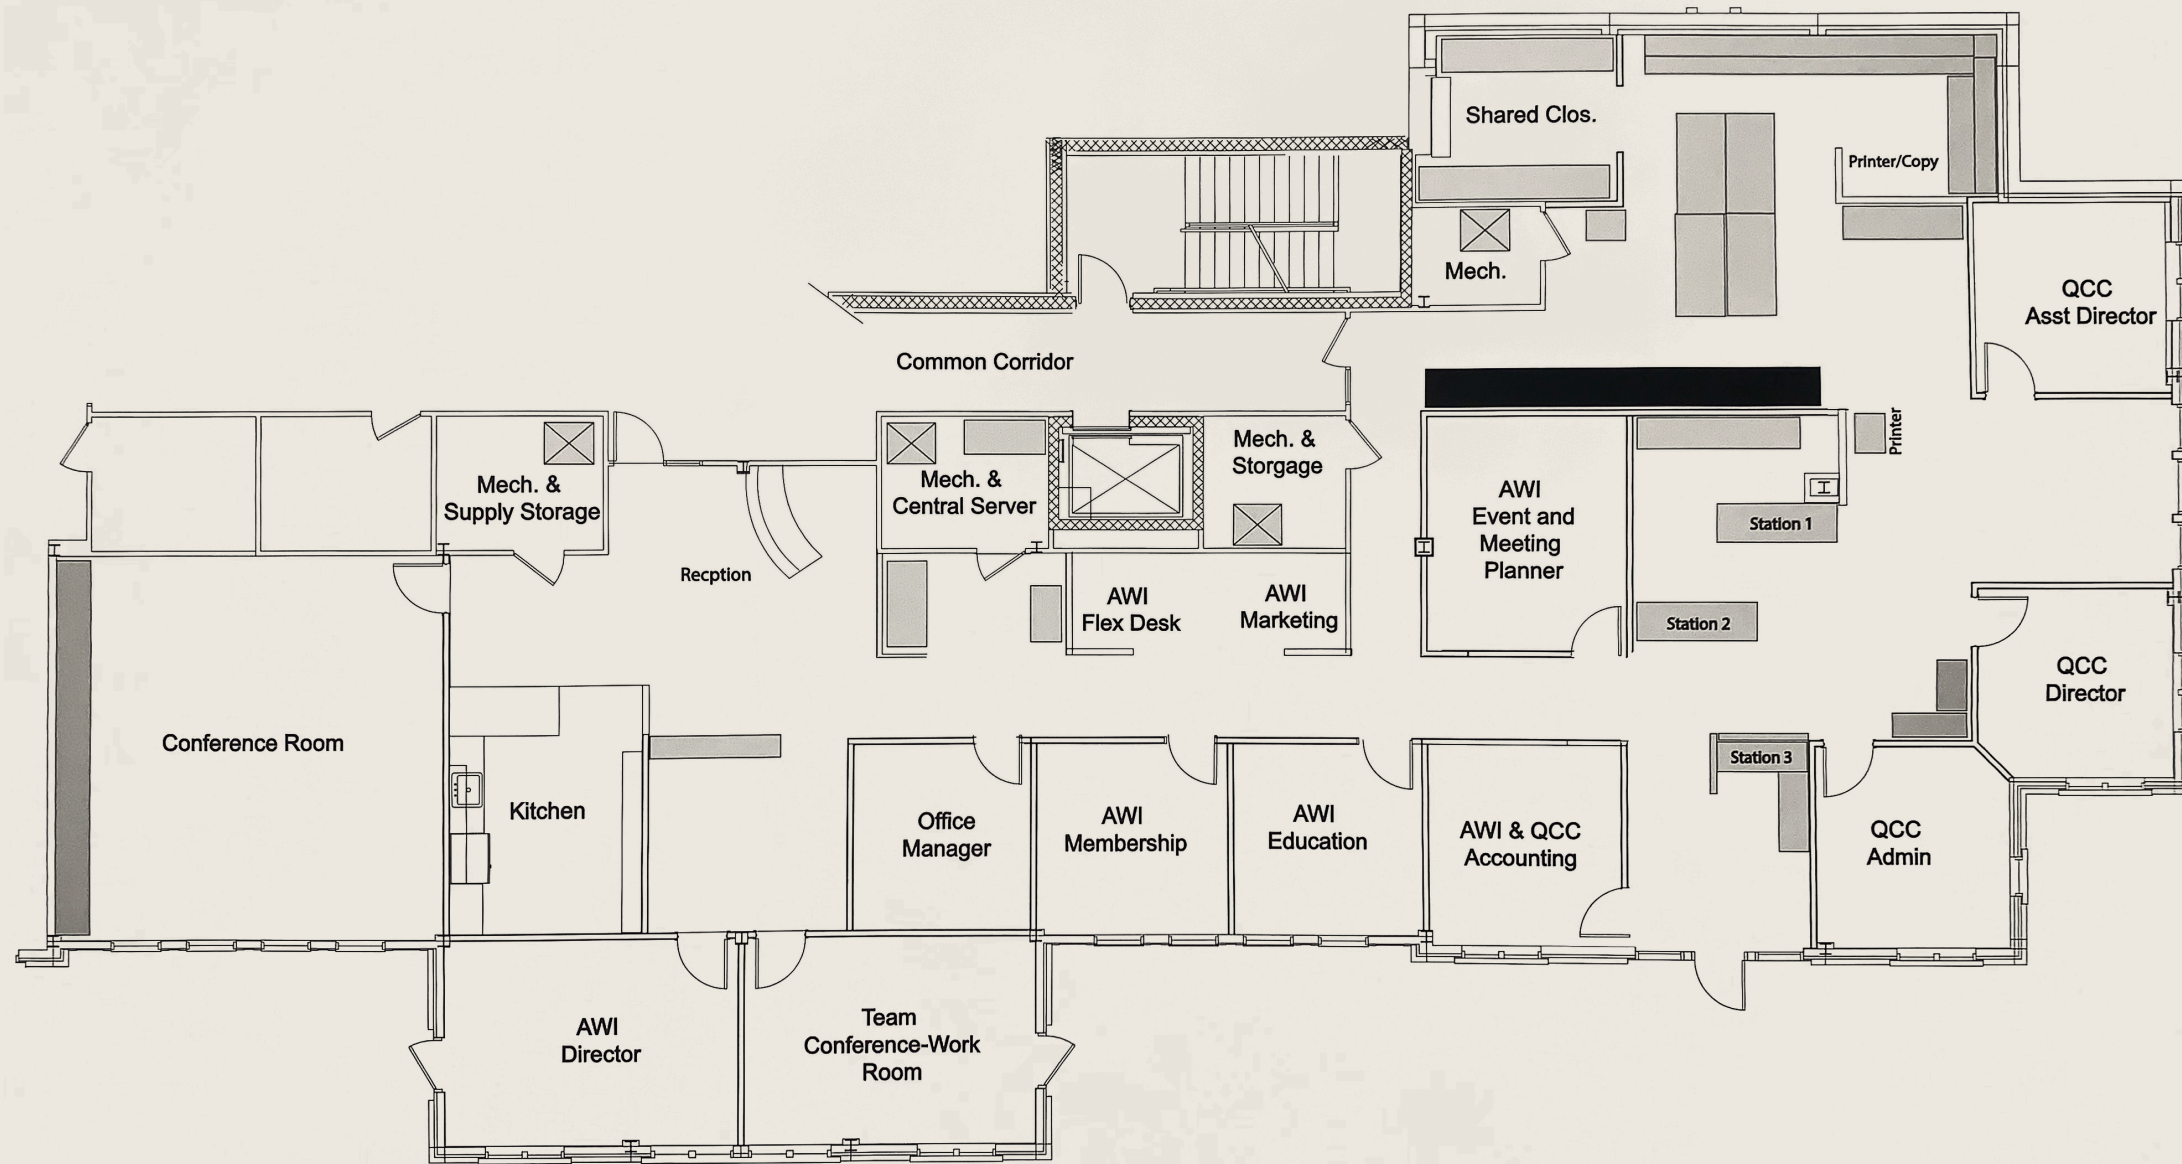 Shared Clos.
Printer/Copy
Mech.
QCC
Asst Director
Common Corridor
Printer
Mech. &
Storgage
Mech. &
Supply Storage
Mech. &
Central Server
AWI
Event and
Meeting
Planner
Station 1
Recption
AWI
Flex Desk
AWI
Marketing
Station 2
QCC
Director
Conference Room
Station 3
Kitchen
Office
Manager
AWI
Membership
AWI
Education
AWI & QCC
Accounting
QCC
Admin
AWI
Director
Team
Conference-Work
Room